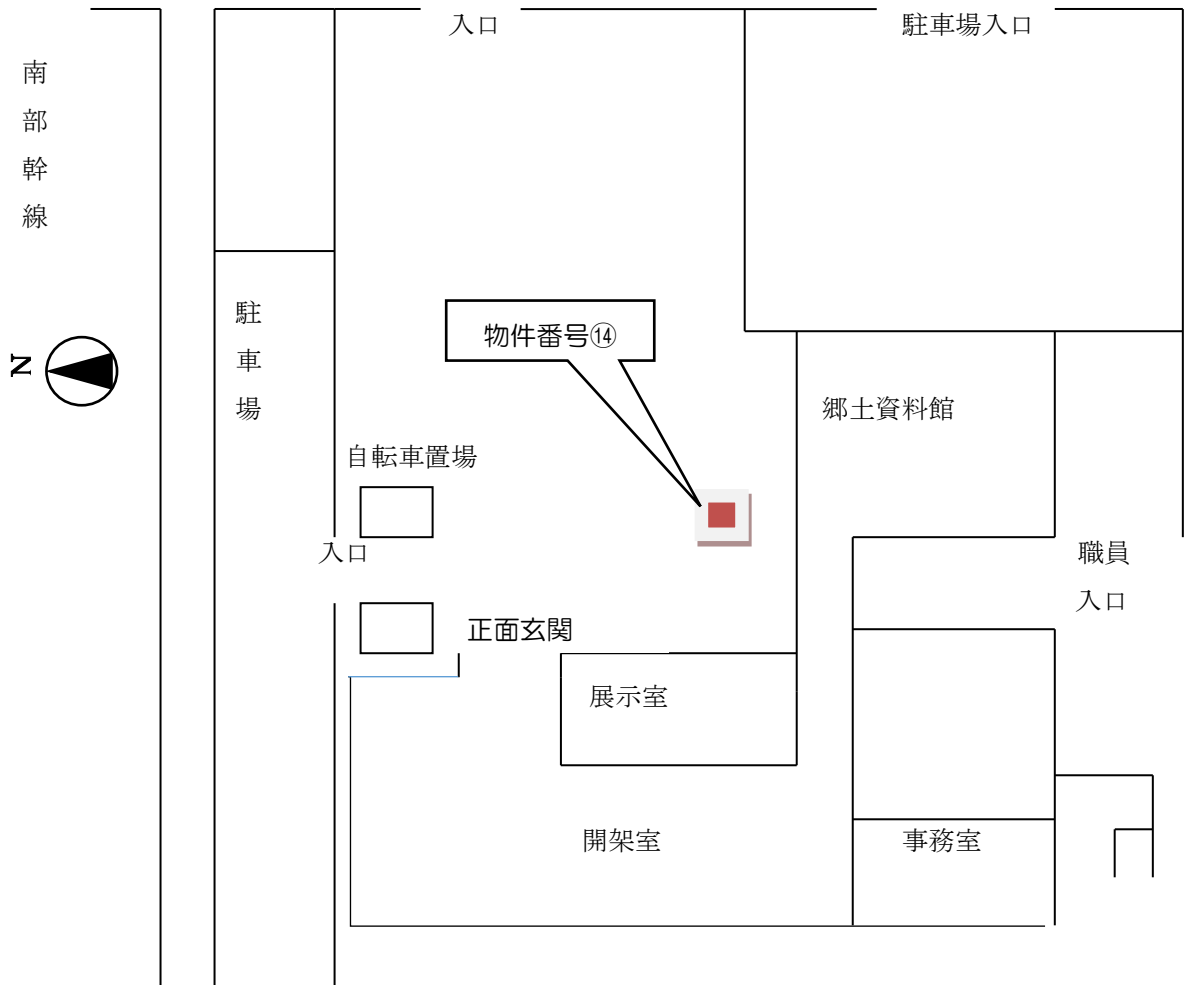 入口
駐車場入口
南部幹線
N
駐車場
物件番号⑭
郷土資料館
自転車置場
入口
職員
入口
正面玄関
展示室
開架室
事務室